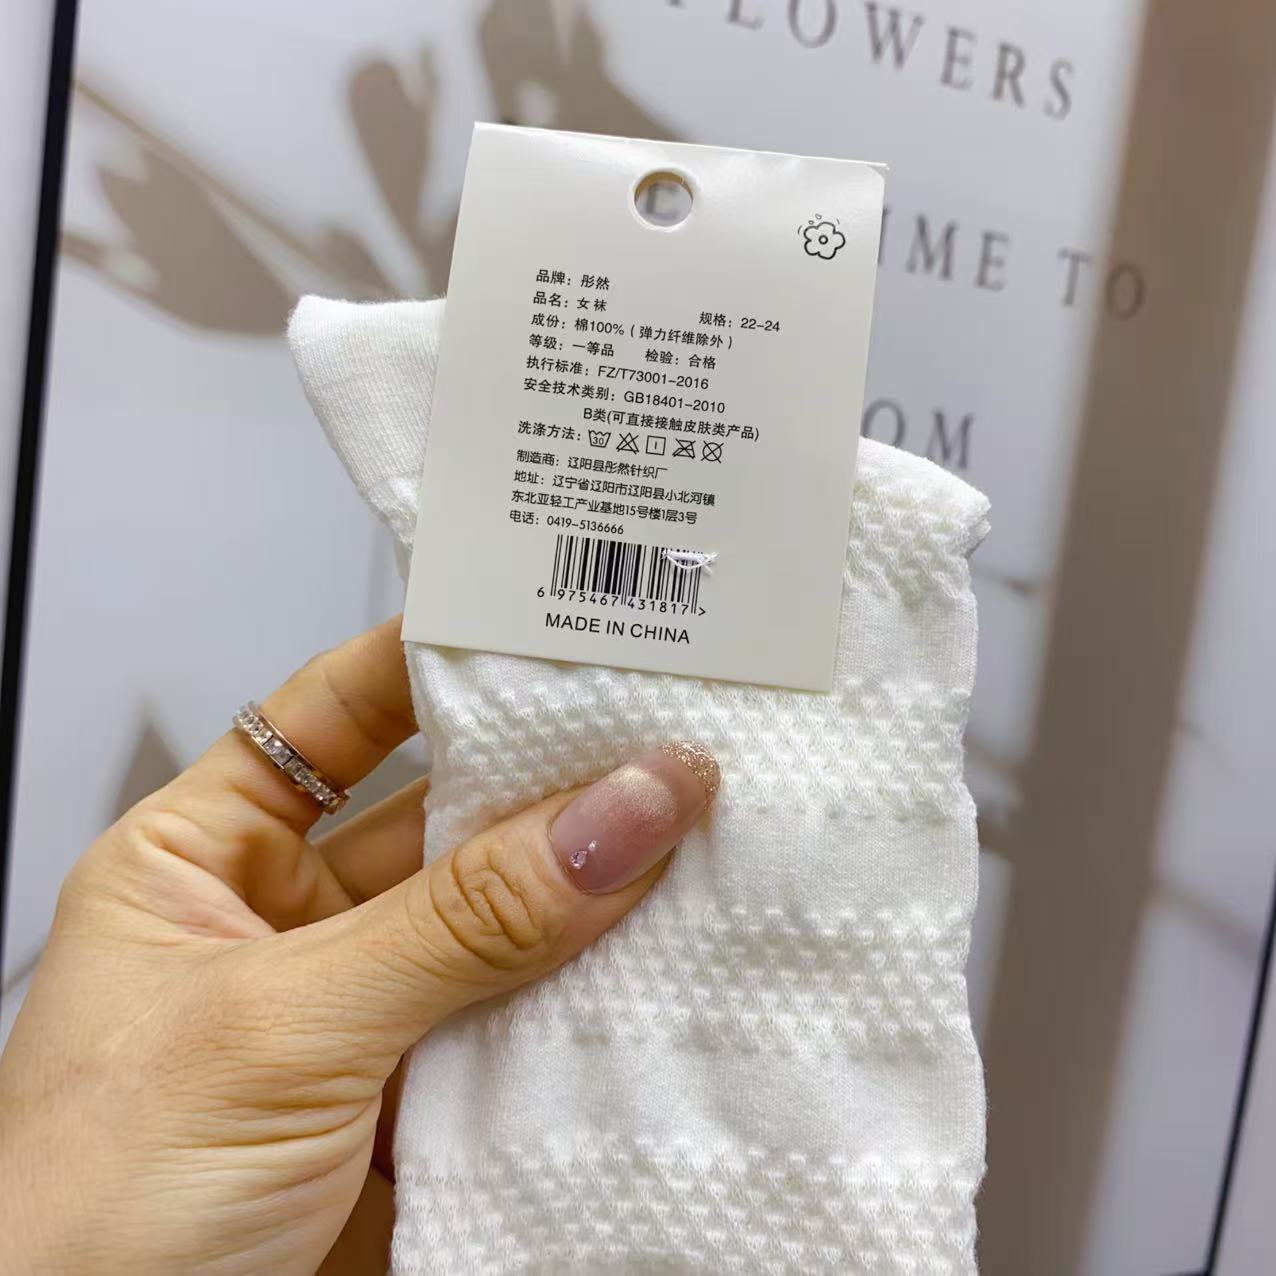 FLOWERS
TIME TO
OM
品牌：彤然
品名：女袜 规格：22-24
成份：棉100%（弹力纤维除外）
等级：一等品 检验：合格
执行标准：FZ/T73001-2016
安全技术类别：GB18401-2010
B类(可直接接触皮肤类产品)
洗涤方法：30
制造商：辽阳县彤然针织厂
地址：辽宁省辽阳市辽阳县小北河镇
东北亚轻工产业基地15号楼1层3号
电话：0419-5136666
6 975467 431817 >
MADE IN CHINA